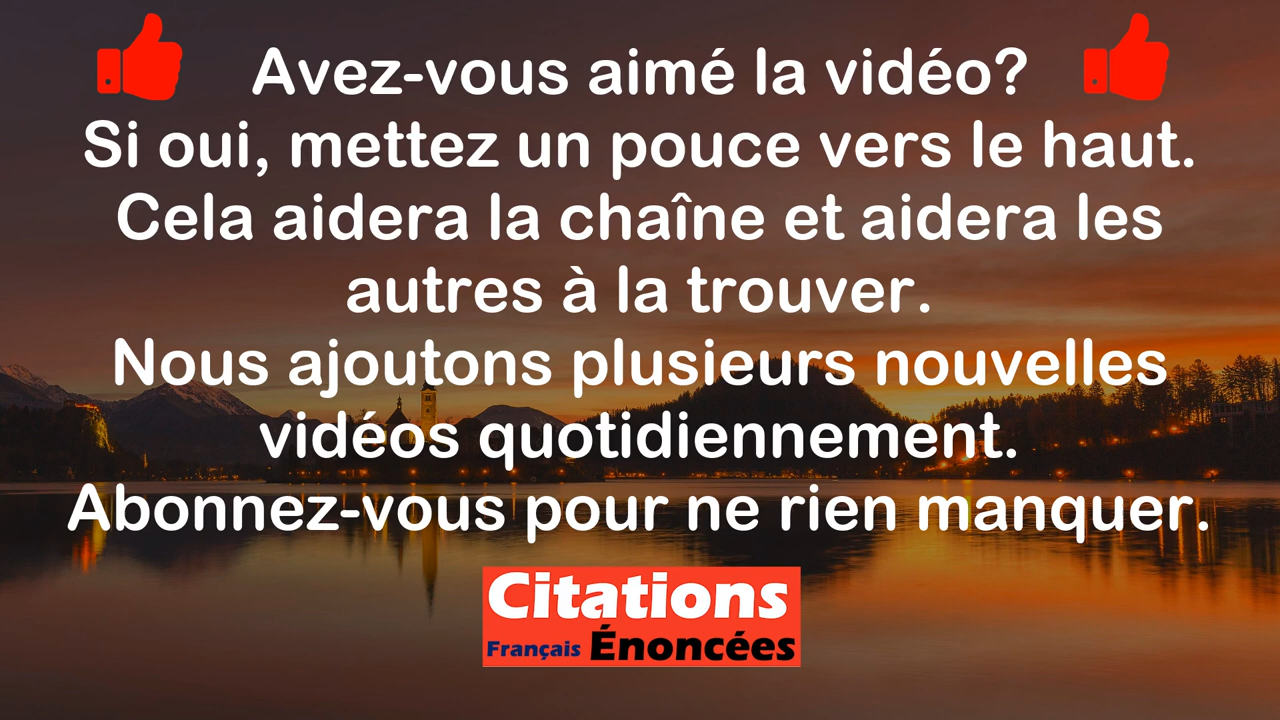 Avez-vous aimé la vidéo?
Si oui, mettez un pouce vers le haut.
Cela aidera la chaîne et aidera les
autres à la trouver.
Nous ajoutons plusieurs nouvelles
vidéos quotidiennement.
Abonnez-vous pour ne rien manquer.
Citations
Français Énoncées